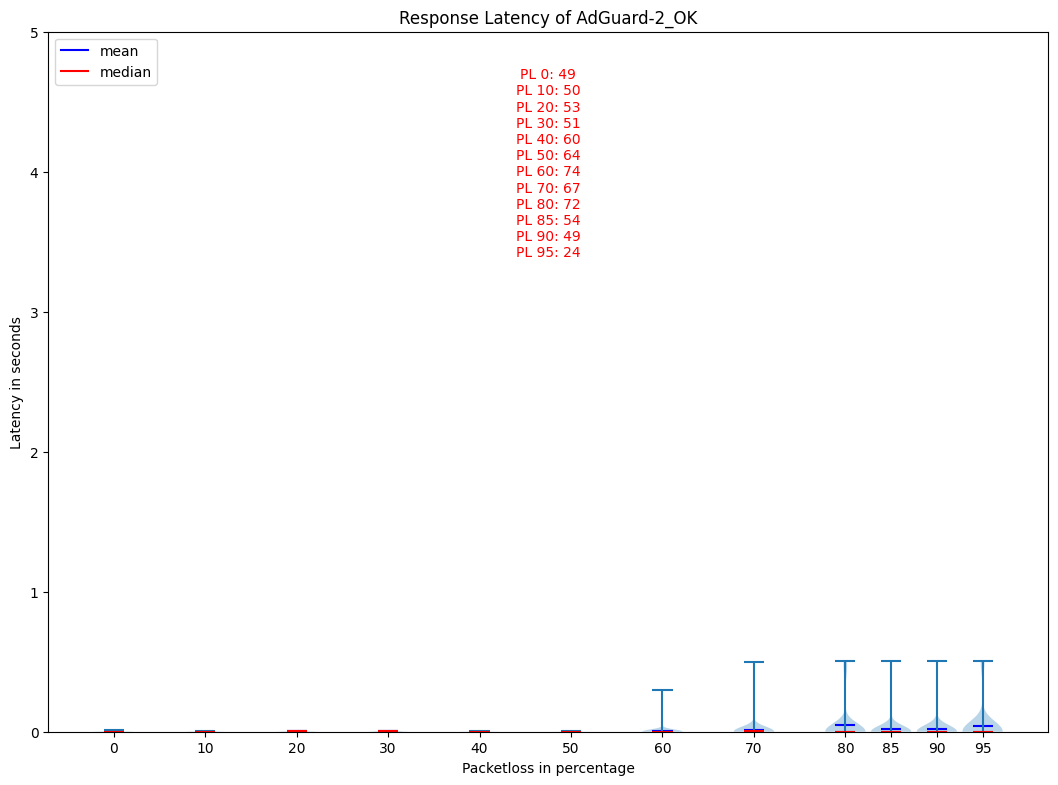 Response Latency of AdGuard-2_OK
mean
median
PL 0: 49
PL 10: 50
PL 20: 53
PL 30: 51
PL 40: 60
PL 50: 64
PL 60: 74
PL 70: 67
PL 80: 72
PL 85: 54
PL 90: 49
PL 95: 24
Latency in seconds
5
4
3
2
1
0
0 10 20 30 40 50 60 70 80 85 90 95
Packetloss in percentage